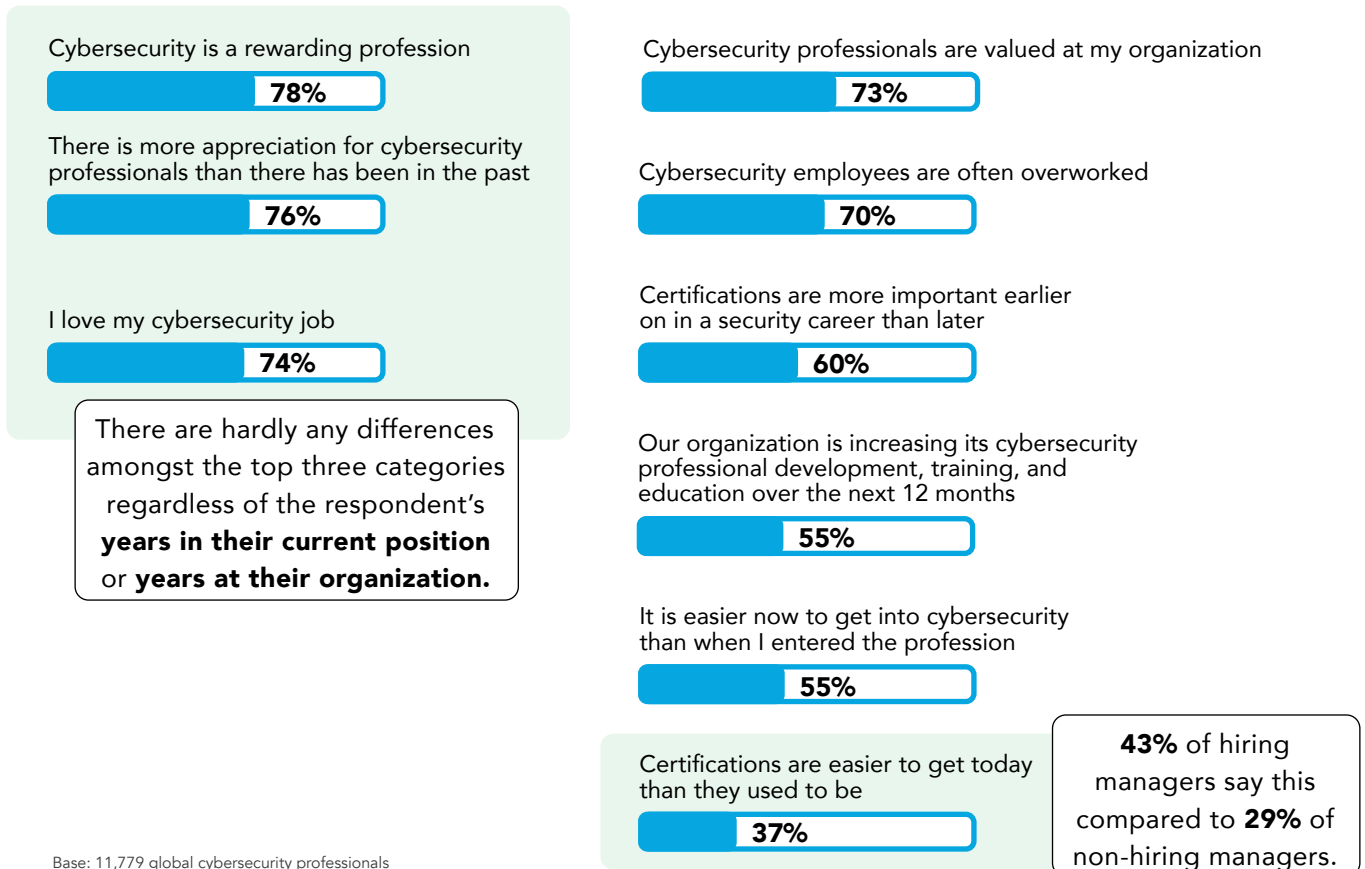 Cybersecurity is a rewarding profession
78%
There is more appreciation for cybersecurity
professionals than there has been in the past
76%
I love my cybersecurity job
74%
There are hardly any differences
amongst the top three categories
regardless of the respondent’s
years in their current position
or years at their organization.
Cybersecurity professionals are valued at my organization
73%
Cybersecurity employees are often overworked
70%
Certifications are more important earlier
on in a security career than later
60%
Our organization is increasing its cybersecurity
professional development, training, and
education over the next 12 months
55%
It is easier now to get into cybersecurity
than when I entered the profession
55%
Certifications are easier to get today
than they used to be
37%
43% of hiring
managers say this
compared to 29% of
non-hiring managers.
Base: 11,779 global cybersecurity professionals